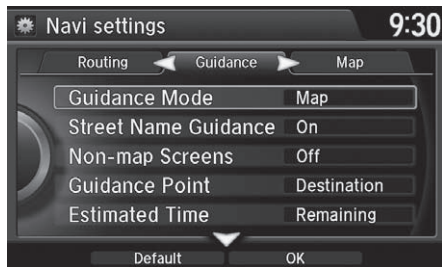 Navi settings 9:30
Routing Guidance Map
Guidance Mode Map
Street Name Guidance On
Non-map Screens Off
Guidance Point Destination
Estimated Time Remaining
Default OK